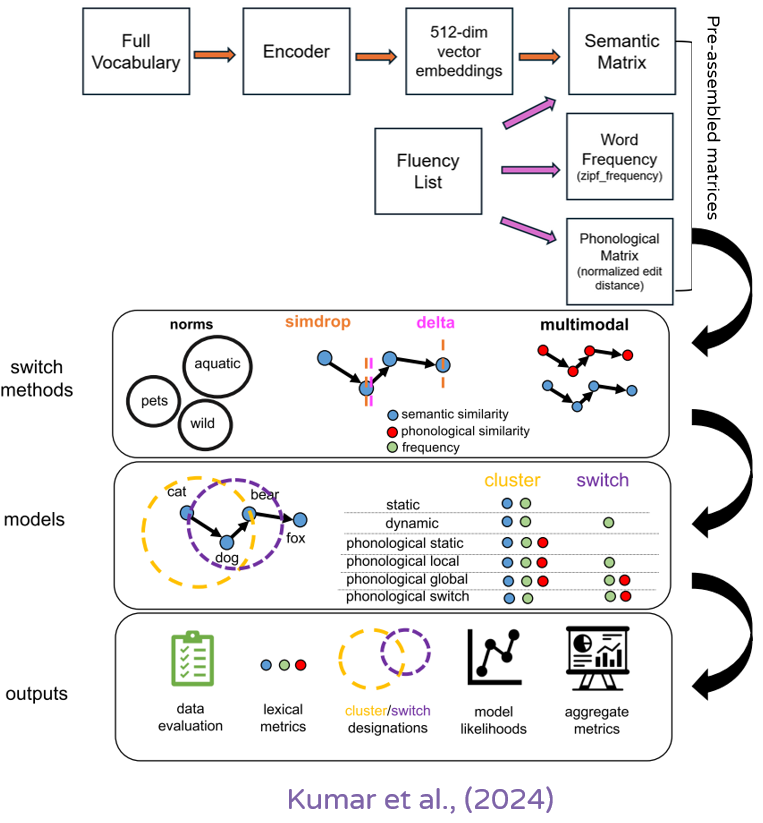 Full
Vocabulary
Encoder
512-dim
vector
embeddings
Semantic
Matrix
Pre-assembled matrices
Fluency
List
Word
Frequency
(zipf_frequency)
Phonological
Matrix
(normalized edit
distance)
switch
methods
norms
aquatic
pets
wild
simdrop
delta
semantic similarity
phonological similarity
frequency
multimodal
models
cat
bear
dog
fox
cluster switch
static
dynamic
phonological static
phonological local
phonological global
phonological switch
outputs
data
evaluation
lexical
metrics
cluster/switch
designations
model
likelihoods
aggregate
metrics
Kumar et al., (2024)